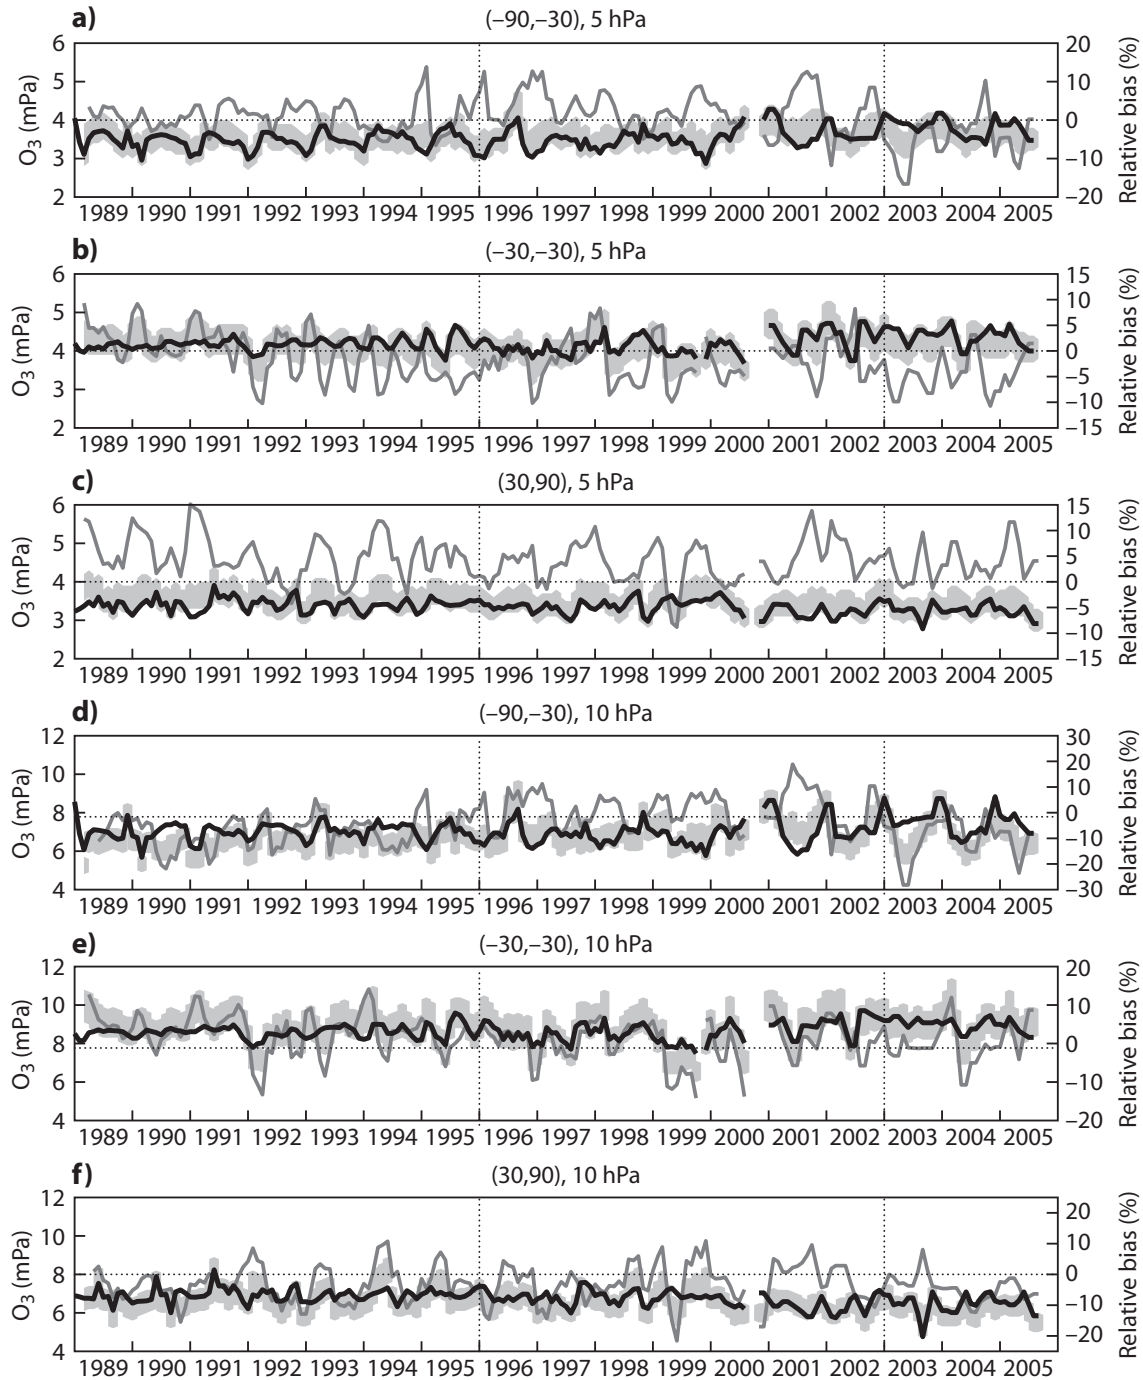 a) (–90,–30), 5 hPa
6 5 4 3 2
O3 (mPa)
20 10 0 –10 –20
Relative bias (%)
1989 1990 1991 1992 1993 1994 1995 1996 1997 1998 1999 2000 2001 2002 2003 2004 2005
b) (–30,–30), 5 hPa
6 5 4 3 2
O3 (mPa)
15 10 5 0 –5 –10 –15
Relative bias (%)
1989 1990 1991 1992 1993 1994 1995 1996 1997 1998 1999 2000 2001 2002 2003 2004 2005
c) (30,90), 5 hPa
6 5 4 3 2
O3 (mPa)
15 10 5 0 –5 –10 –15
Relative bias (%)
1989 1990 1991 1992 1993 1994 1995 1996 1997 1998 1999 2000 2001 2002 2003 2004 2005
d) (–90,–30), 10 hPa
12 10 8 6 4
O3 (mPa)
30 20 10 0 –10 –20 –30
Relative bias (%)
1989 1990 1991 1992 1993 1994 1995 1996 1997 1998 1999 2000 2001 2002 2003 2004 2005
e) (–30,–30), 10 hPa
12 10 8 6 4
O3 (mPa)
20 10 0 –10 –20
Relative bias (%)
1989 1990 1991 1992 1993 1994 1995 1996 1997 1998 1999 2000 2001 2002 2003 2004 2005
f) (30,90), 10 hPa
12 10 8 6 4
O3 (mPa)
20 10 0 –10 –20
Relative bias (%)
1989 1990 1991 1992 1993 1994 1995 1996 1997 1998 1999 2000 2001 2002 2003 2004 2005